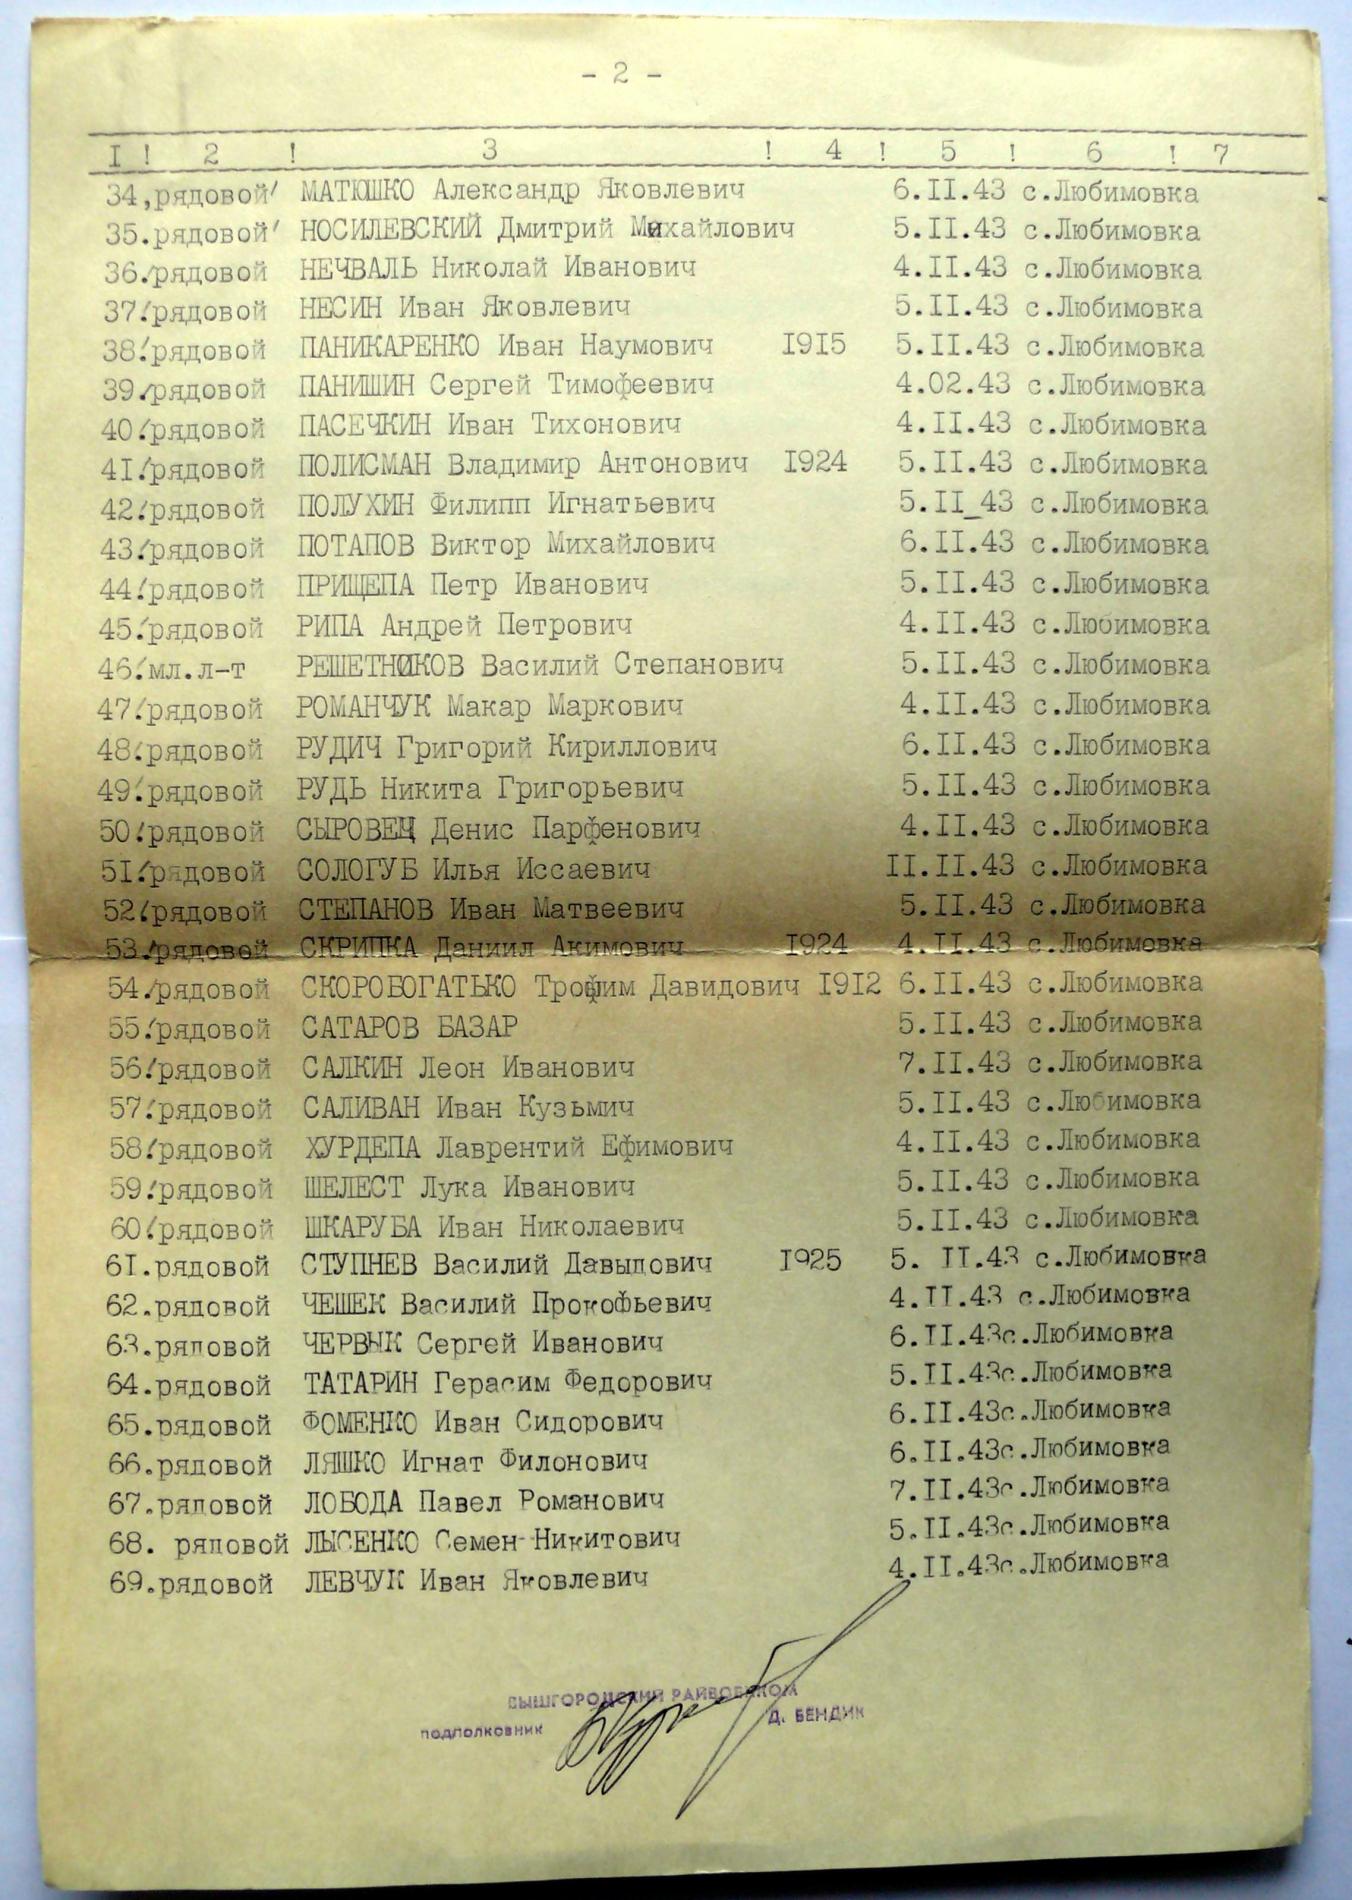 - 2 -
I ! 2 ! 3 ! 4 ! 5 ! 6 ! 7
34,рядовой' МАТЮШКО Александр Яковлевич 6.II.43 с.Любимовка
35.рядовой' НОСИЛЕВСКИЙ Дмитрий Михайлович 5.II.43 с.Любимовка
36.рядовой НЕЧВАЛЬ Николай Иванович 4.II.43 с.Любимовка
37.рядовой НЕСИН Иван Яковлевич 5.II.43 с.Любимовка
38.рядовой ПАНИКАРЕНКО Иван Наумович I9I5 5.II.43 с.Любимовка
39.рядовой ПАНИШИН Сергей Тимофеевич 4.02.43 с.Любимовка
40.рядовой ПАСЕЧКИН Иван Тихонович 4.II.43 с.Любимовка
4I.рядовой ПОЛИСМАН Владимир Антонович I924 5.II.43 с.Любимовка
42.рядовой ПОЛУХИН Филипп Игнатьевич 5.II_43 с.Любимовка
43.рядовой ПОТАПОВ Виктор Михайлович 6.II.43 с.Любимовка
44.рядовой ПРИЩЕПА Петр Иванович 5.II.43 с.Любимовка
45.рядовой РИПА Андрей Петрович 4.II.43 с.Любимовка
46.мл.л-т РЕШЕТНИКОВ Василий Степанович 5.II.43 с.Любимовка
47.рядовой РОМАНЧУК Макар Маркович 4.II.43 с.Любимовка
48.рядовой РУДИЧ Григорий Кириллович 6.II.43 с.Любимовка
49.рядовой РУДЬ Никита Григорьевич 5.II.43 с.Любимовка
50.рядовой СЫРОВЕЦ Денис Парфенович 4.II.43 с.Любимовка
5I.рядовой СОЛОГУБ Илья Иссаевич II.II.43 с.Любимовка
52.рядовой СТЕПАНОВ Иван Матвеевич 5.II.43 с.Любимовка
53.рядовой СКРИПКА Даниил Акимович I924 4.II.43 с.Любимовка
54.рядовой СКОРОБОГАТЬКО Трофим Давидович I9I2 6.II.43 с.Любимовка
55.рядовой САТАРОВ БАЗАР 5.II.43 с.Любимовка
56.рядовой САЛКИН Леон Иванович 7.II.43 с.Любимовка
57.рядовой САЛИВАН Иван Кузьмич 5.II.43 с.Любимовка
58.рядовой ХУРДЕПА Лаврентий Ефимович 4.II.43 с.Любимовка
59.рядовой ШЕЛЕСТ Лука Иванович 5.II.43 с.Любимовка
60.рядовой ШКАРУБА Иван Николаевич 5.II.43 с.Любимовка
6I.рядовой СТУПНЕВ Василий Давыдович I925 5. II.43 с.Любимовка
62.рядовой ЧЕШЕК Василий Прокофьевич 4.II.43 с.Любимовка
63.рядовой ЧЕРВЫК Сергей Иванович 6.II.43с.Любимовка
64.рядовой ТАТАРИН Герасим Федорович 5.II.43с.Любимовка
65.рядовой ФОМЕНКО Иван Сидорович 6.II.43с.Любимовка
66.рядовой ЛЯШКО Игнат Филонович 6.II.43с.Любимовка
67.рядовой ЛОБОДА Павел Романович 7.II.43с.Любимовка
68. рядовой ЛЫСЕНКО Семен Никитович 5.II.43с.Любимовка
69.рядовой ЛЕВЧУК Иван Яковлевич 4.II.43с.Любимовка
ВЫШГОРОДСКИЙ РАЙВОЕНКОМ
ПОДПОЛКОВНИК Д. БЕНДИК